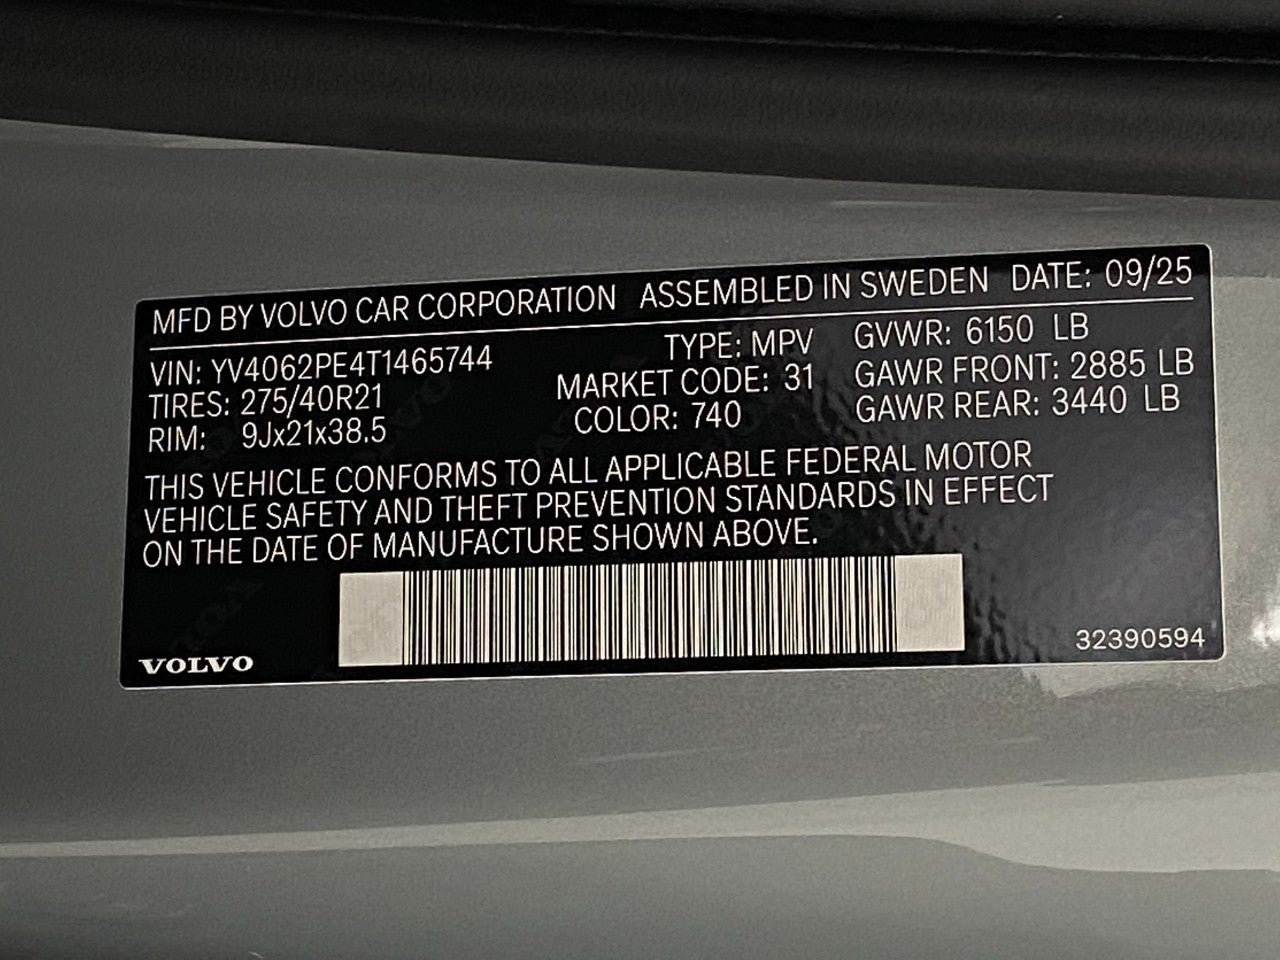 MFD BY VOLVO CAR CORPORATION ASSEMBLED IN SWEDEN DATE: 09/25
VIN: YV4062PE4T1465744 TYPE: MPV GVWR: 6150 LB
TIRES: 275/40R21 MARKET CODE: 31 GAWR FRONT: 2885 LB
RIM: 9Jx21x38.5 COLOR: 740 GAWR REAR: 3440 LB
THIS VEHICLE CONFORMS TO ALL APPLICABLE FEDERAL MOTOR
VEHICLE SAFETY AND THEFT PREVENTION STANDARDS IN EFFECT
ON THE DATE OF MANUFACTURE SHOWN ABOVE.
VOLVO 32390594